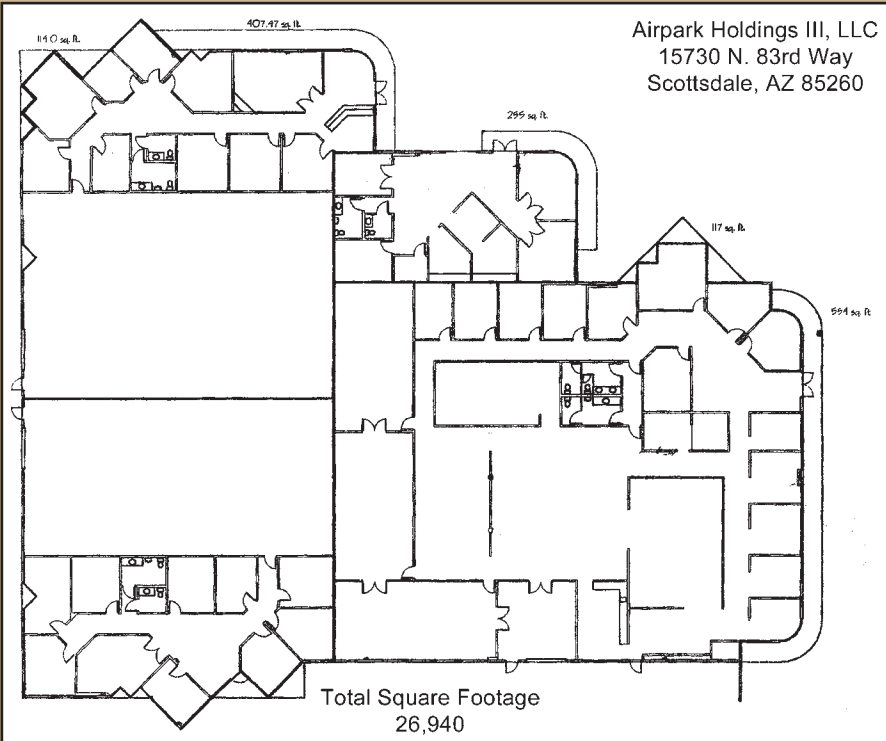 Airpark Holdings III, LLC
15730 N. 83rd Way
Scottsdale, AZ 85260
407.47 sq. ft.
114.0 sq. ft.
255 sq. ft.
117 sq. ft.
554 sq. ft.
Total Square Footage
26,940